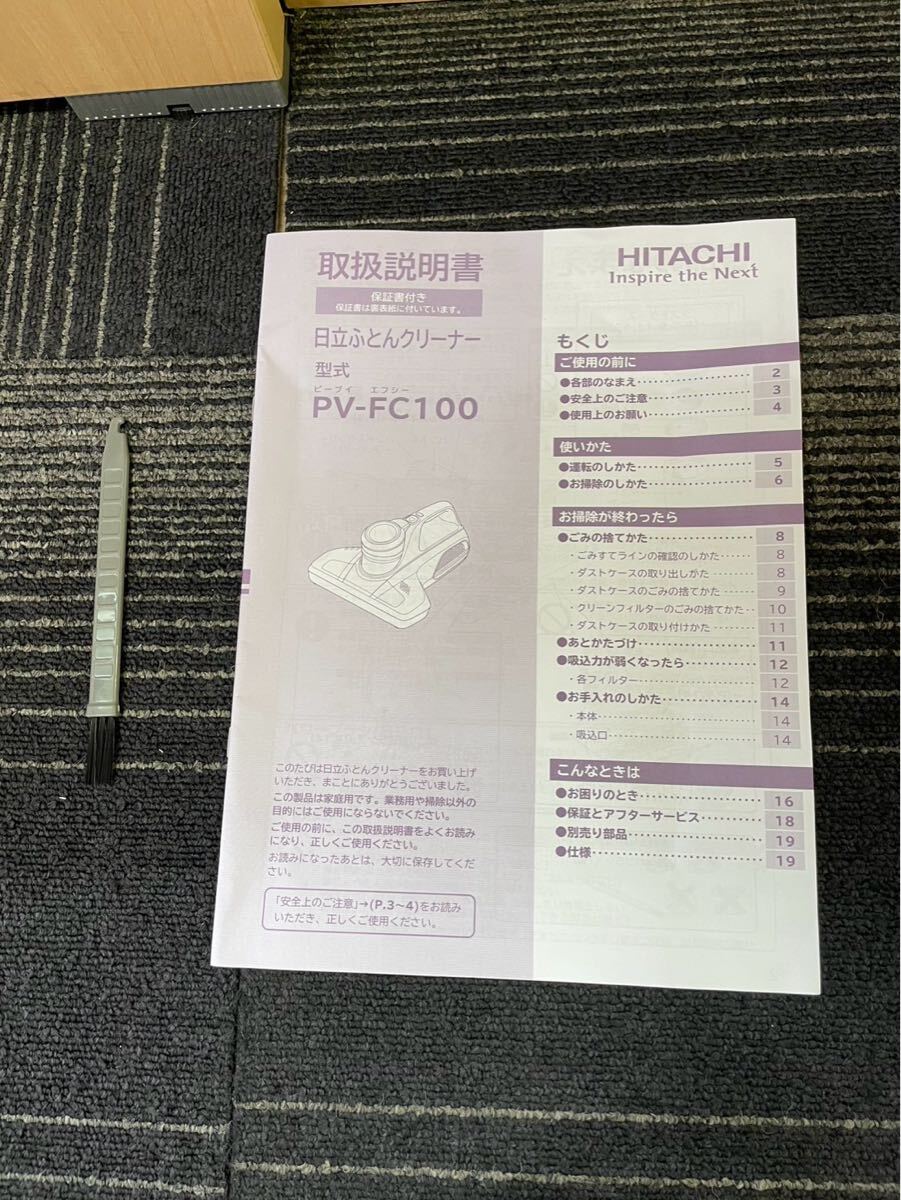 取扱説明書
保証書付き
保証書は裏表紙に付いています。
日立ふとんクリーナー
型式
ピーブイ エフシー
PV-FC100
このたびは日立ふとんクリーナーをお買い上げ
いただき、まことにありがとうございました。
この製品は家庭用です。業務用や掃除以外の
目的にはご使用にならないでください。
ご使用の前に、この取扱説明書をよくお読み
になり、正しくご使用ください。
お読みになったあとは、大切に保存してくだ
さい。
「安全上のご注意」→(P.3~4)をお読み
いただき、正しくご使用ください。
HITACHI
Inspire the Next
もくじ
ご使用の前に
●各部のなまえ 2
●安全上のご注意 3
●使用上のお願い 4
使いかた
●運転のしかた 5
●お掃除のしかた 6
お掃除が終わったら
●ごみの捨てかた 8
・ごみすてラインの確認のしかた 8
・ダストケースの取り出しがた 8
・ダストケースのごみの捨てかた 9
・クリーンフィルターのごみの捨てかた 10
・ダストケースの取り付けかた 11
●あとかたづけ 11
●吸込力が弱くなったら 12
・各フィルター 12
●お手入れのしかた 14
・本体 14
・吸込口 14
こんなときは
●お困りのとき 16
●保証とアフターサービス 18
●別売り部品 19
●仕様 19